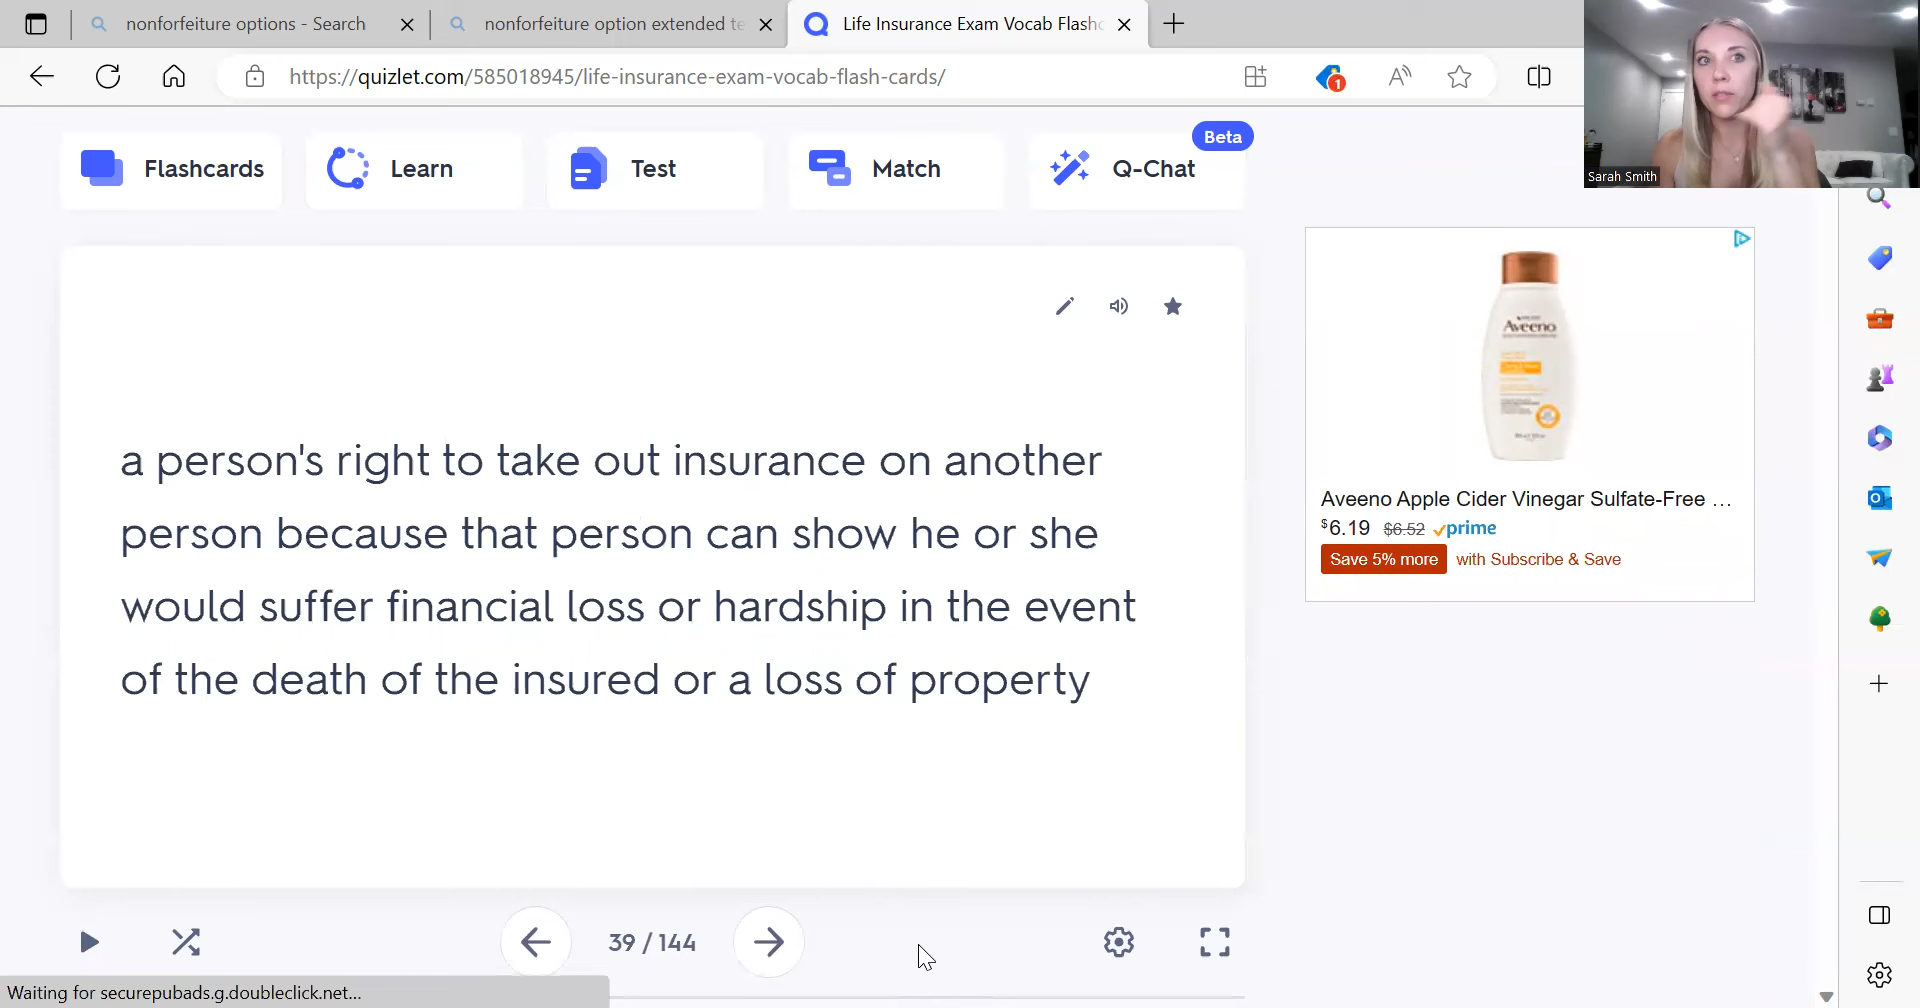 nonforfeiture options - Search
nonforfeiture option extended te
Life Insurance Exam Vocab Flashc
https://quizlet.com/585018945/life-insurance-exam-vocab-flash-cards/
1
Sarah Smith
Flashcards
Learn
Test
Match
Q-Chat
Beta
a person's right to take out insurance on another
person because that person can show he or she
would suffer financial loss or hardship in the event
of the death of the insured or a loss of property
Aveeno
Aveeno Apple Cider Vinegar Sulfate-Free ...
$6.19 $6.52 prime
Save 5% more with Subscribe & Save
39 / 144
Waiting for securepubads.g.doubleclick.net...